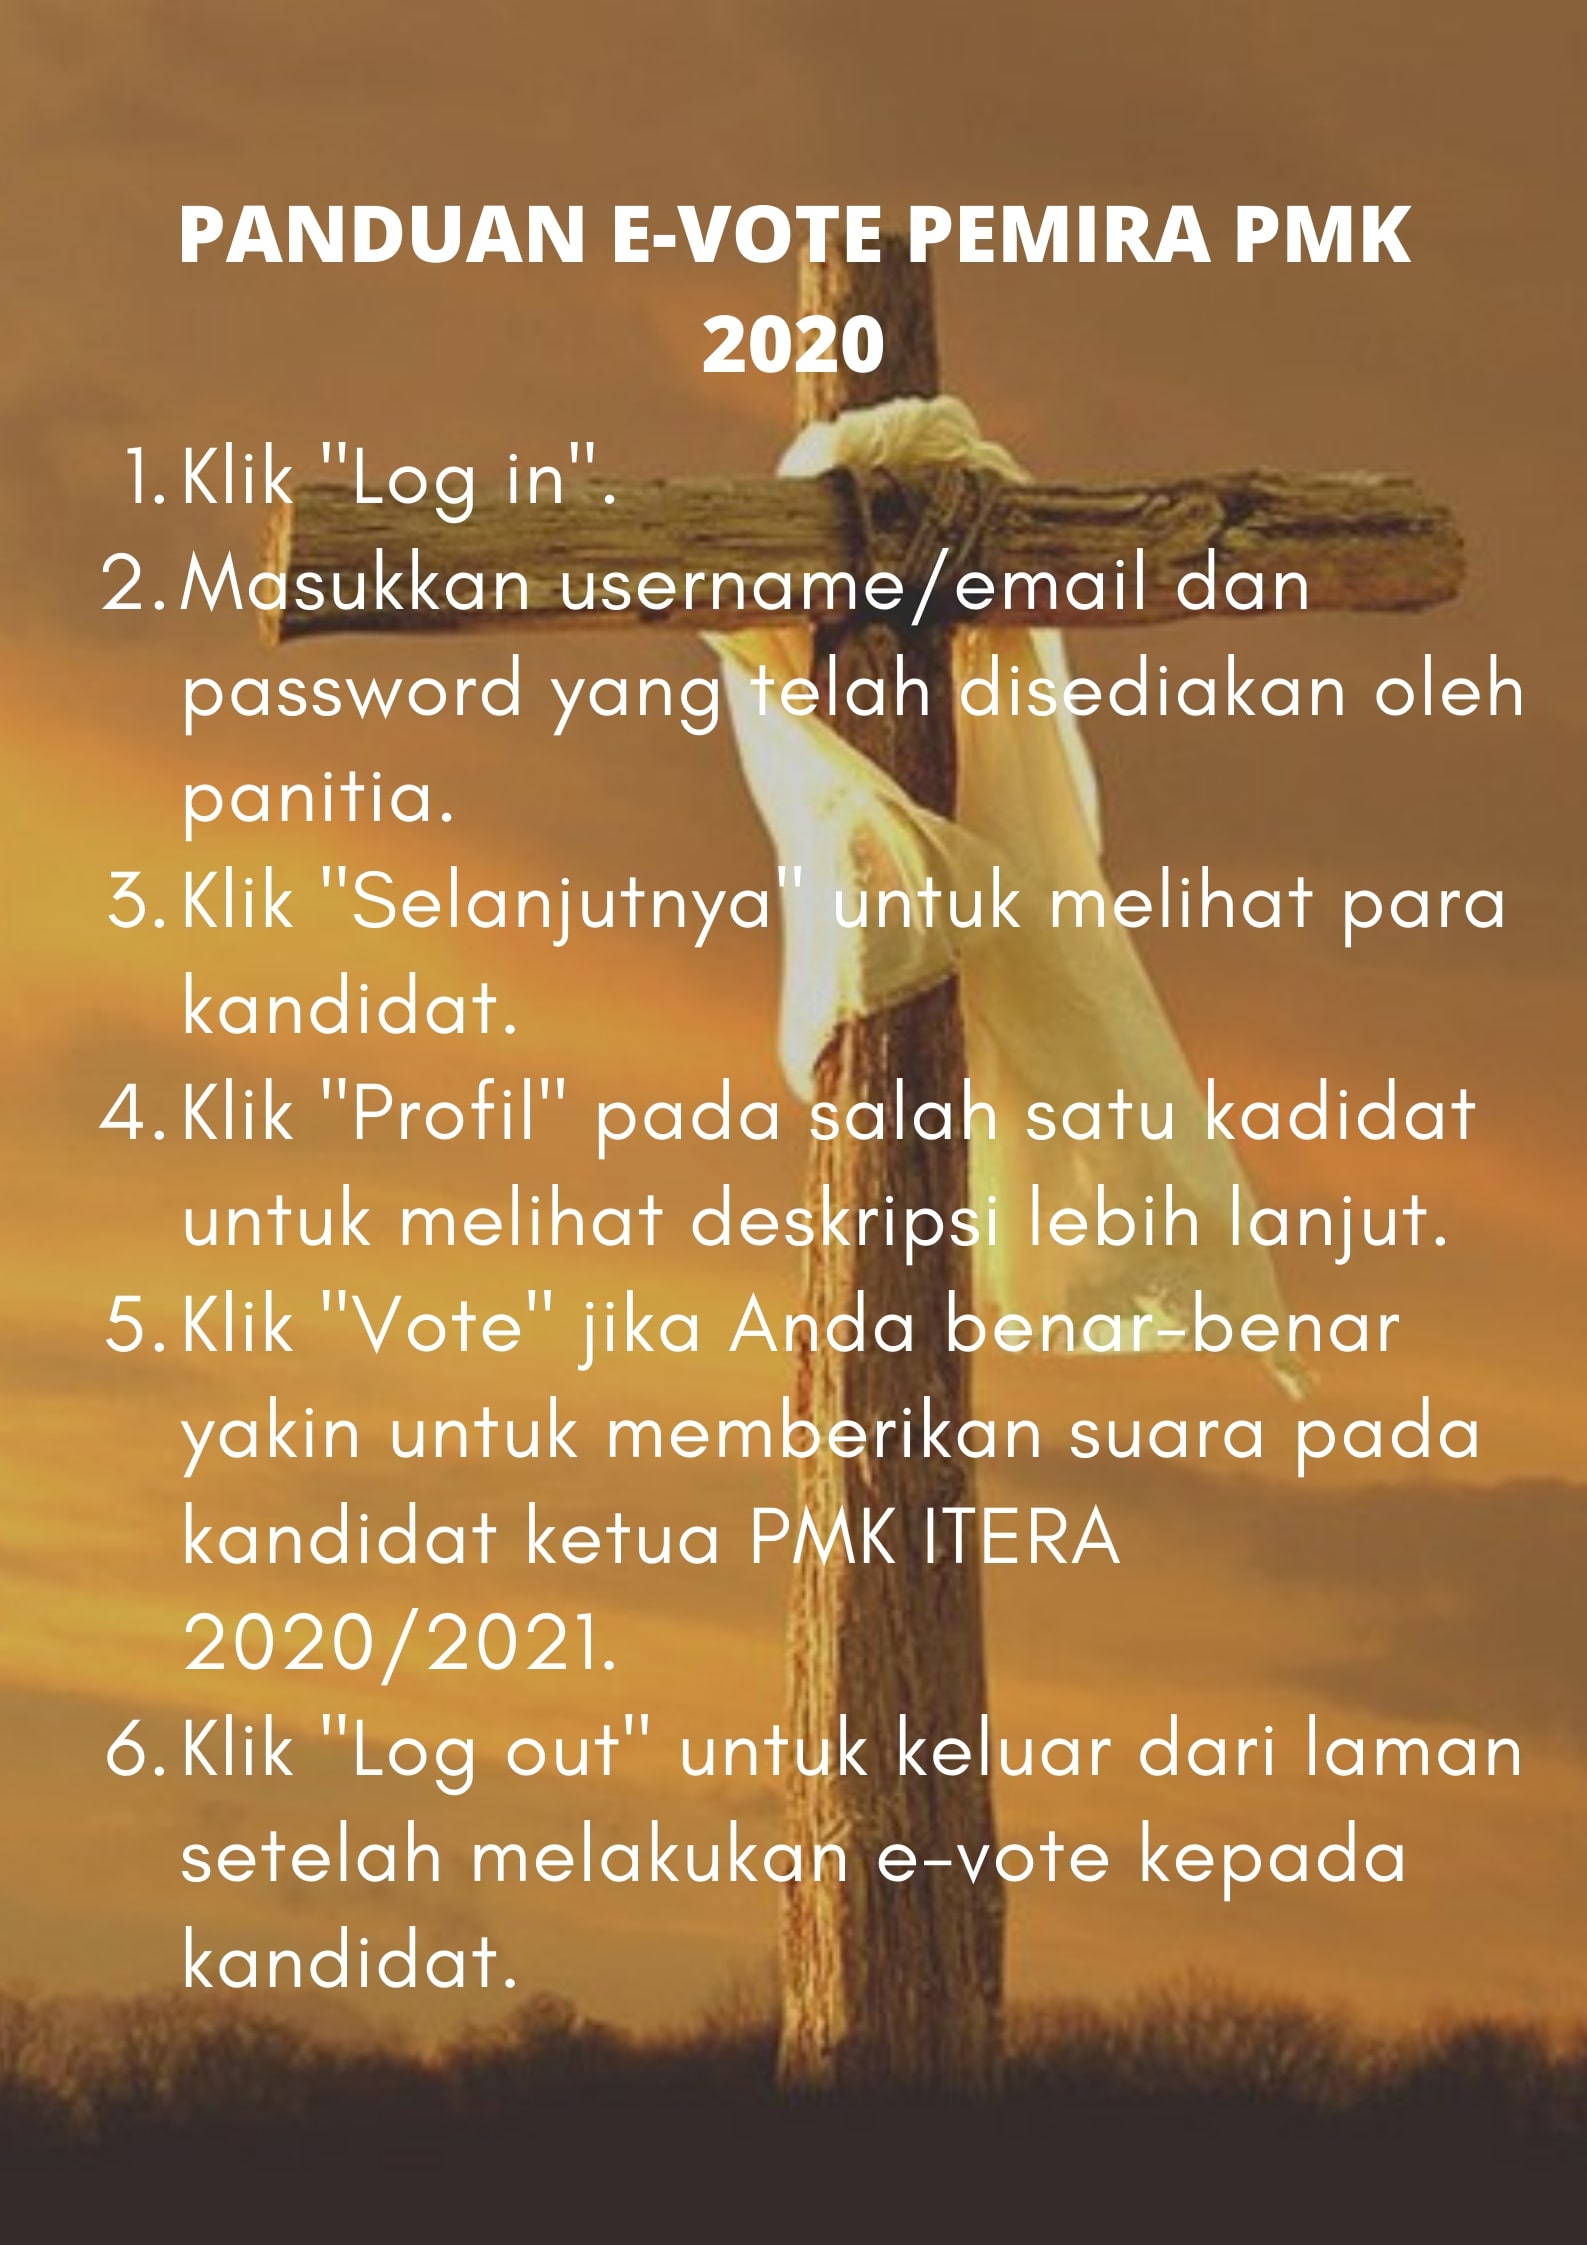 PANDUAN E-VOTE PEMIRA PMK
2020
1. Klik "Log in".
2. Masukkan username/email dan
password yang telah disediakan oleh
panitia.
3. Klik "Selanjutnya" untuk melihat para
kandidat.
4. Klik "Profil" pada salah satu kadidat
untuk melihat deskripsi lebih lanjut.
5. Klik "Vote" jika Anda benar-benar
yakin untuk memberikan suara pada
kandidat ketua PMK ITERA
2020/2021.
6. Klik "Log out" untuk keluar dari laman
setelah melakukan e-vote kepada
kandidat.